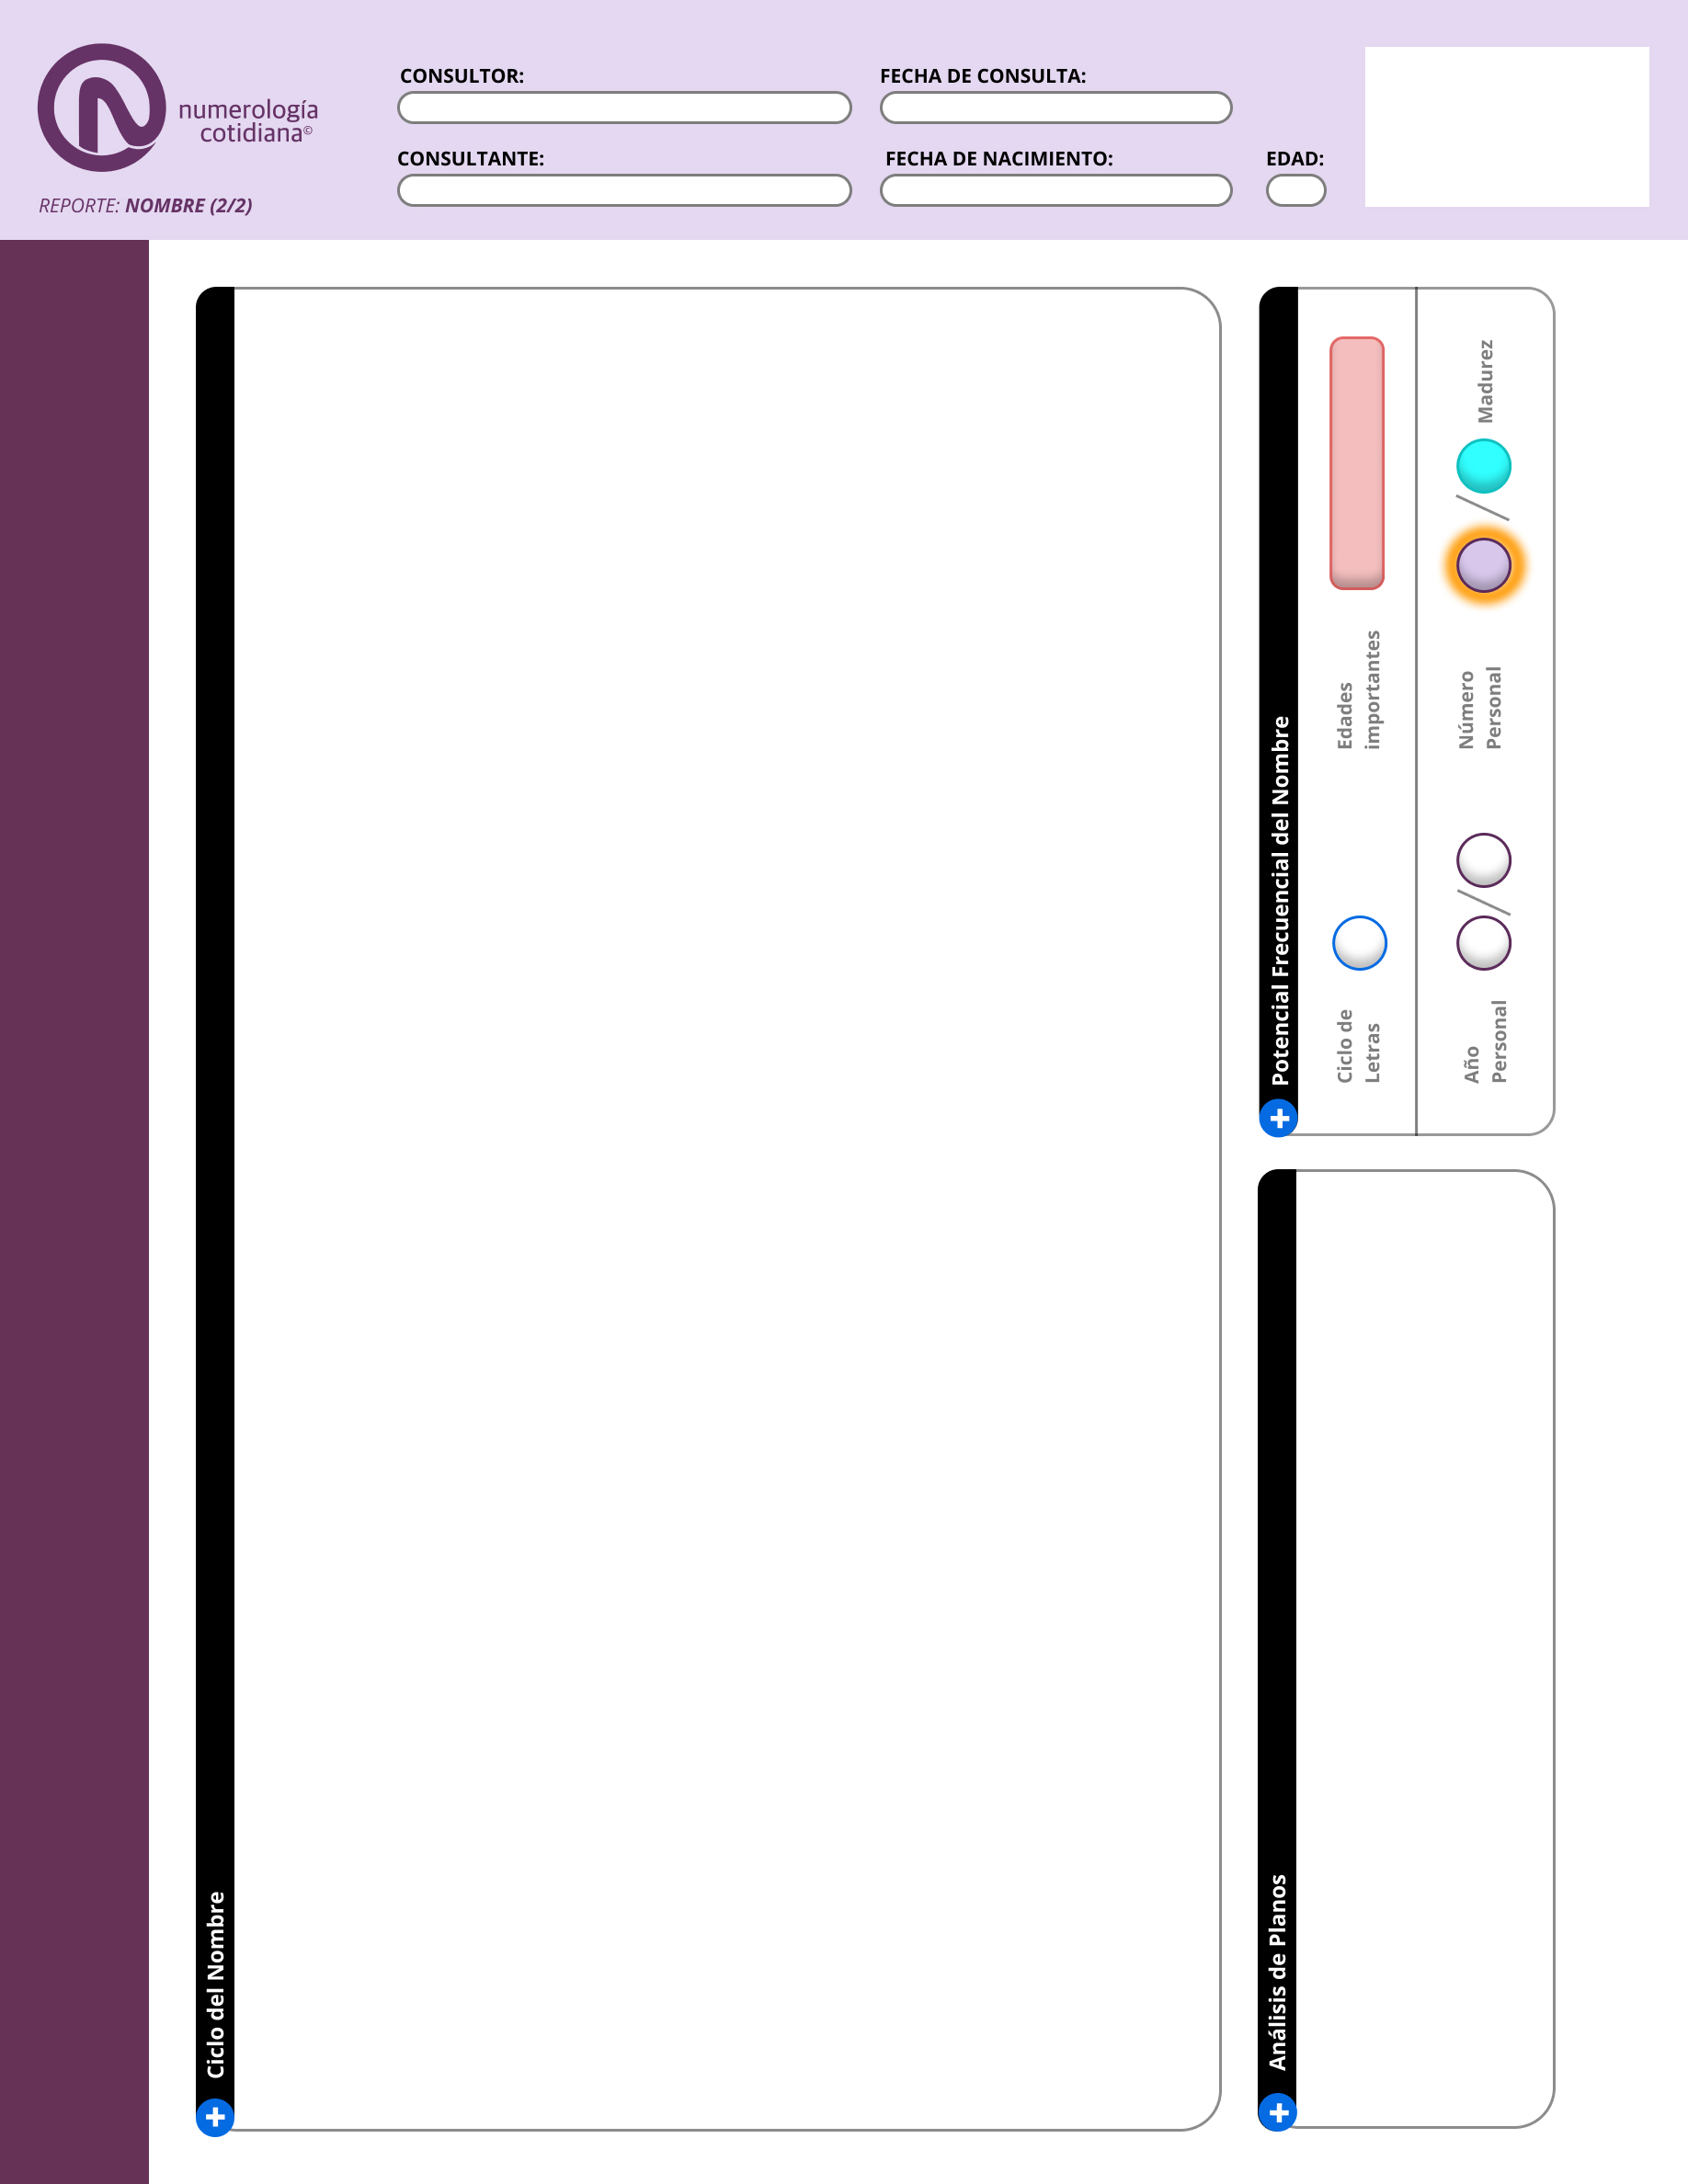 numerología
cotidiana©
REPORTE: NOMBRE (2/2)
CONSULTOR:
FECHA DE CONSULTA:
CONSULTANTE:
FECHA DE NACIMIENTO:
EDAD:
Ciclo del Nombre
Potencial Frecuencial del Nombre
Ciclo de
Letras
Edades
importantes
Año
Personal
Número
Personal
Madurez
Análisis de Planos